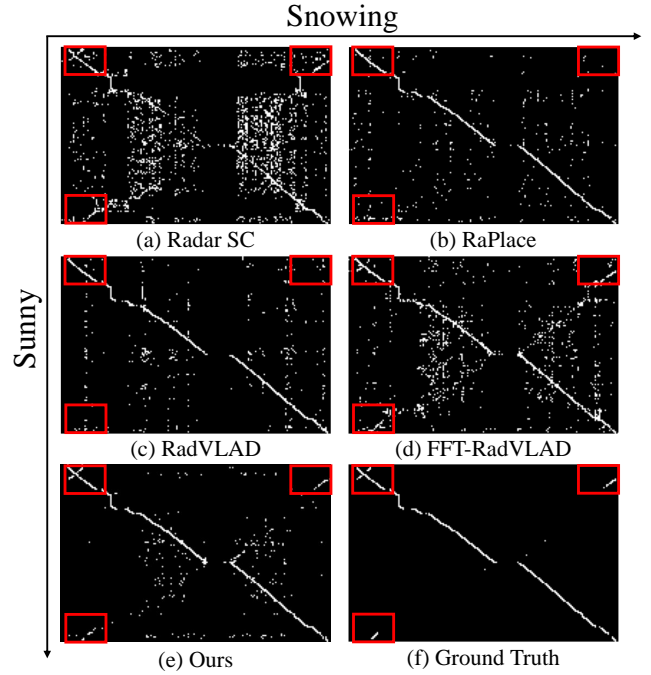 Snowing
Sunny
(a) Radar SC
(b) RaPlace
(c) RadVLAD
(d) FFT-RadVLAD
(e) Ours
(f) Ground Truth